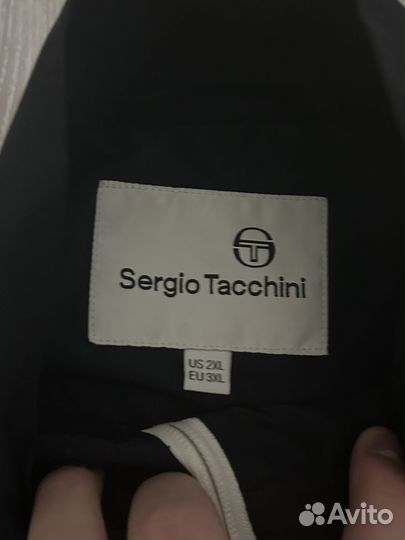 Sergio Tacchini
US 2XL
EU 3XL
Avito